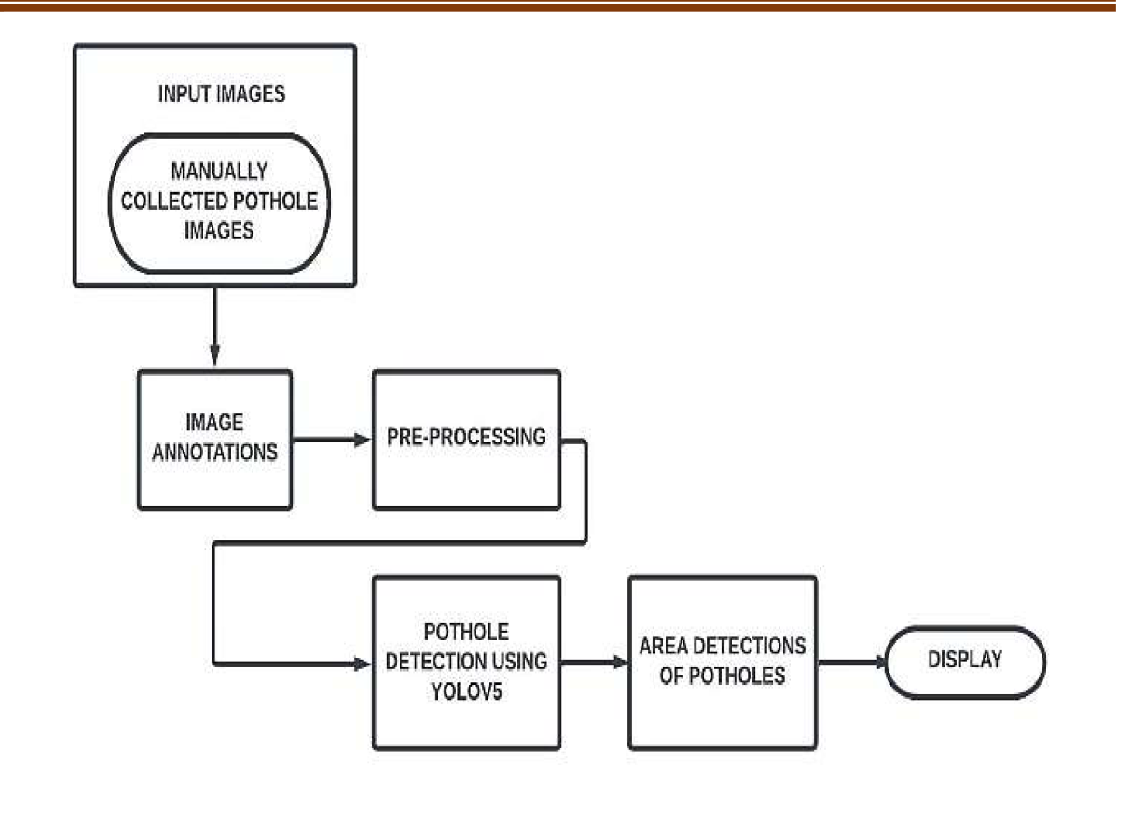 INPUT IMAGES
MANUALLY
COLLECTED POTHOLE
IMAGES
IMAGE
ANNOTATIONS
PRE-PROCESSING
POTHOLE
DETECTION USING
YOLOV5
AREA DETECTIONS
OF POTHOLES
DISPLAY